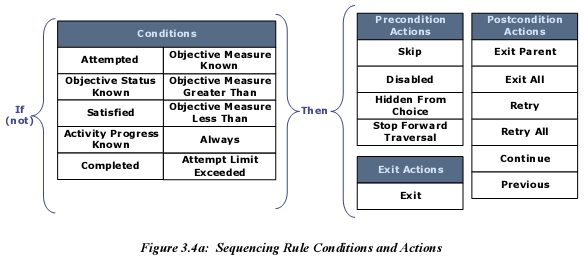 If
(not)
Conditions
Attempted
Objective Measure
Known
Objective Status
Known
Objective Measure
Greater Than
Satisfied
Objective Measure
Less Than
Activity Progress
Known
Always
Completed
Attempt Limit
Exceeded
Then
Precondition
Actions
Skip
Disabled
Hidden From
Choice
Stop Forward
Traversal
Exit Actions
Exit
Postcondition
Actions
Exit Parent
Exit All
Retry
Retry All
Continue
Previous
Figure 3.4a: Sequencing Rule Conditions and Actions